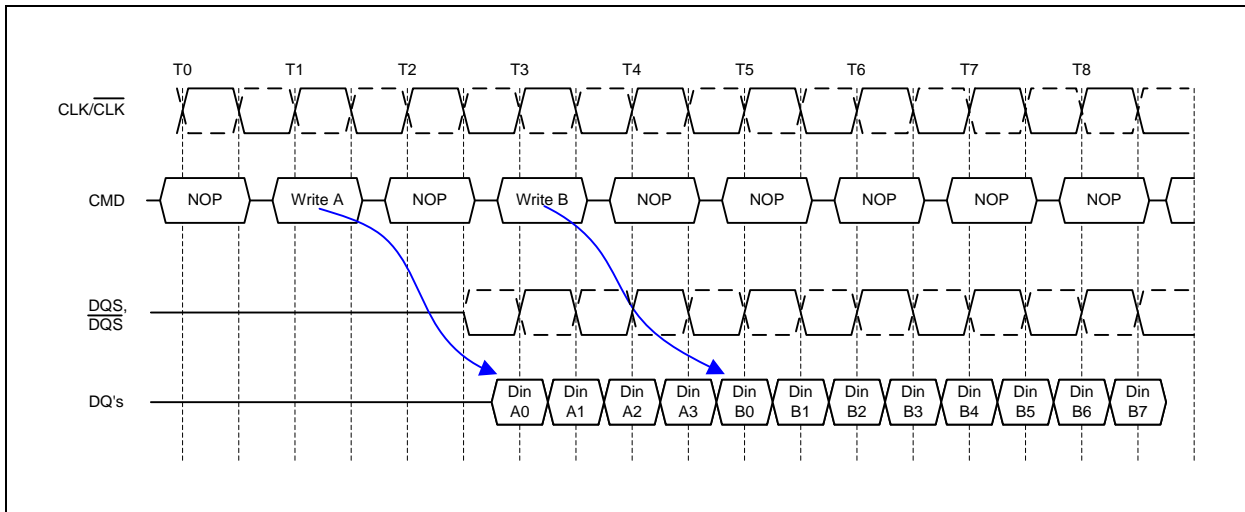 T0 T1 T2 T3 T4 T5 T6 T7 T8
CLK/CLK
CMD NOP Write A NOP Write B NOP NOP NOP NOP NOP
DQS,
DQS
DQ's
Din Din Din Din Din Din Din Din Din Din Din Din
A0 A1 A2 A3 B0 B1 B2 B3 B4 B5 B6 B7